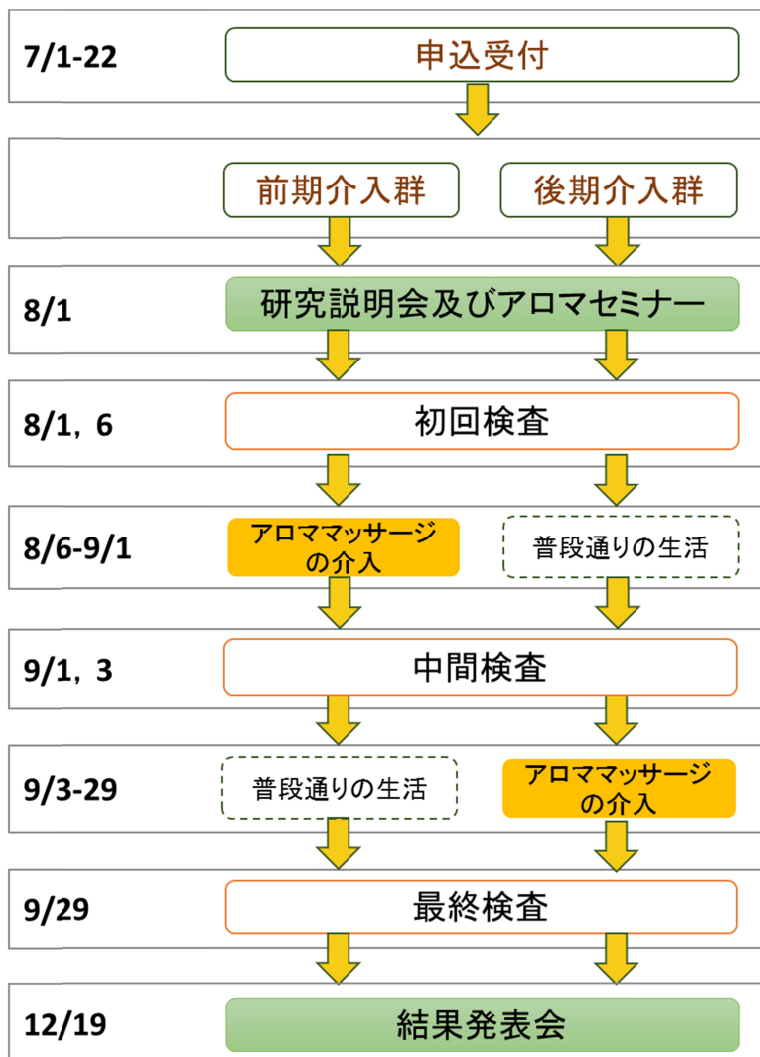 7/1-22
申込受付
前期介入群
後期介入群
8/1
研究説明会及びアロマセミナー
8/1, 6
初回検査
8/6-9/1
アロママッサージ
の介入
普段通りの生活
9/1, 3
中間検査
9/3-29
普段通りの生活
アロママッサージ
の介入
9/29
最終検査
12/19
結果発表会